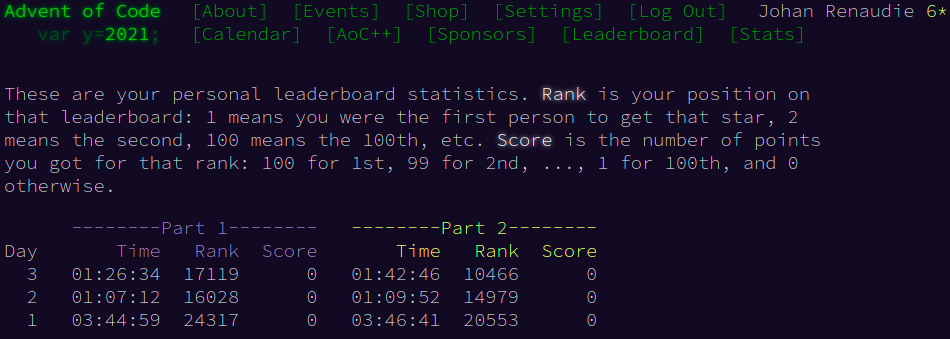 Advent of Code [About] [Events] [Shop] [Settings] [Log Out] Johan Renaudie 6*
var y=2021; [Calendar] [AoC++] [Sponsors] [Leaderboard] [Stats]
These are your personal leaderboard statistics. Rank is your position on
that leaderboard: 1 means you were the first person to get that star, 2
means the second, 100 means the 100th, etc. Score is the number of points
you got for that rank: 100 for 1st, 99 for 2nd, ..., 1 for 100th, and 0
otherwise.
--------Part 1-------- --------Part 2--------
Day Time Rank Score Time Rank Score
3 01:26:34 17119 0 01:42:46 10466 0
2 01:07:12 16028 0 01:09:52 14979 0
1 03:44:59 24317 0 03:46:41 20553 0